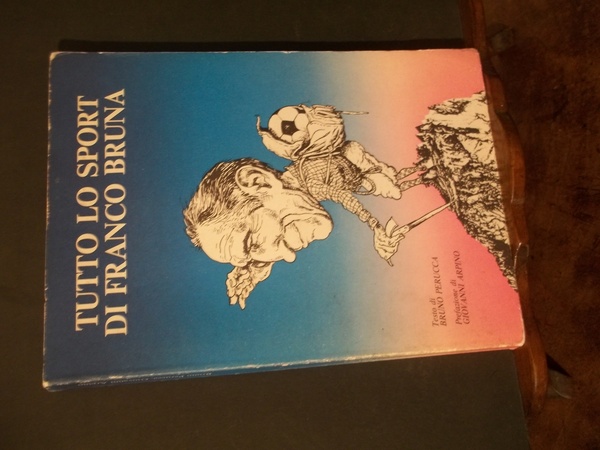 TUTTO LO SPORT
DI FRANCO BRUNA
Testo di
BRUNO PERUCCA
Prefazione di
GIOVANNI ARPINO